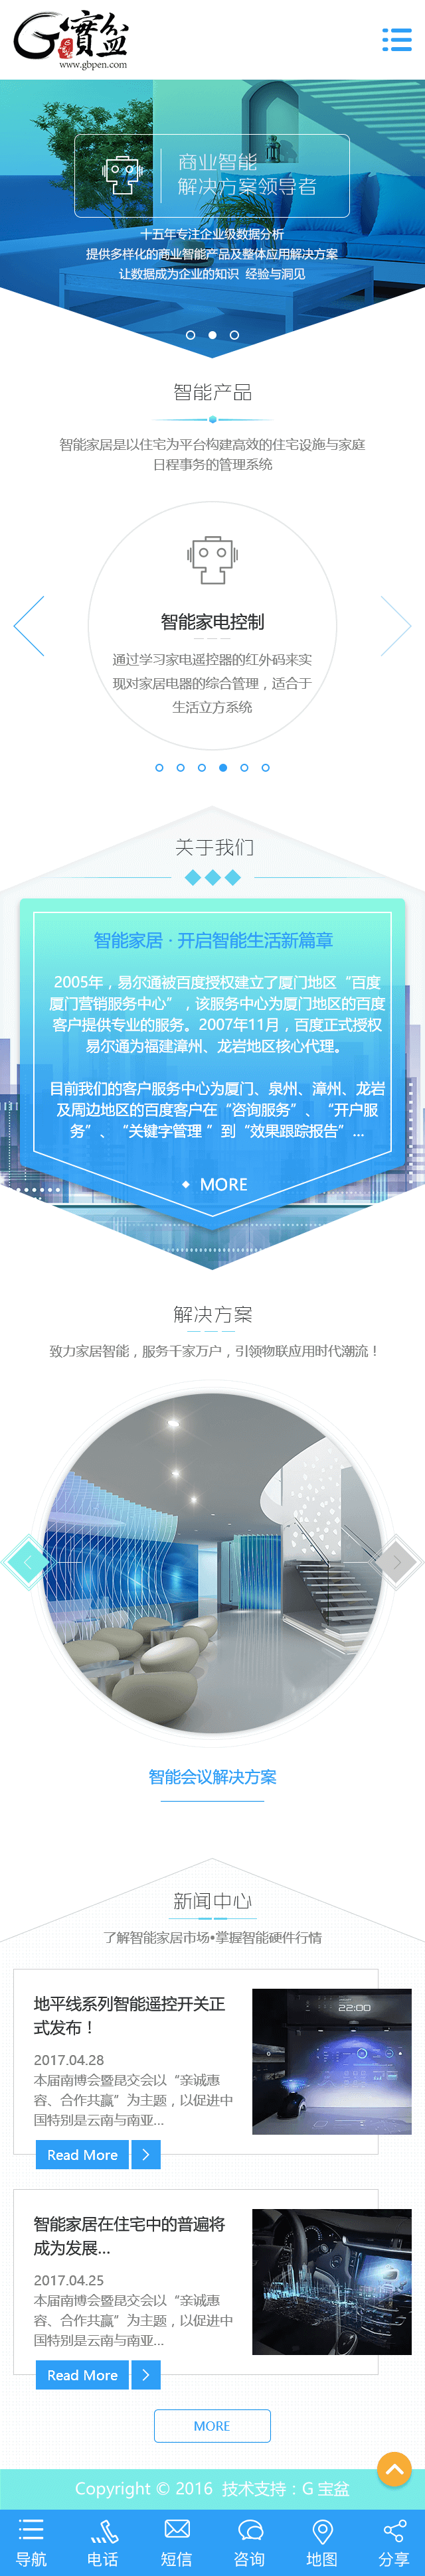 G寶盆
www.gbpen.com
商业智能
解决方案领导者
十五年专注企业级数据分析
提供多样化的商业智能产品及整体应用解决方案
让数据成为企业的知识 经验与洞见
智能产品
智能家居是以住宅为平台构建高效的住宅设施与家庭
日程事务的管理系统
智能家电控制
通过学习家电遥控器的红外码来实
现对家居电器的综合管理，适合于
生活立方系统
关于我们
智能家居 · 开启智能生活新篇章
2005年，易尔通被百度授权建立了厦门地区“百度
厦门营销服务中心”，该服务中心为厦门地区的百度
客户提供专业的服务。2007年11月，百度正式授权
易尔通为福建漳州、龙岩地区核心代理。
目前我们的客户服务中心为厦门、泉州、漳州、龙岩
及周边地区的百度客户在“咨询服务”、“开户服
务”、“关键字管理 ”到“效果跟踪报告”...
MORE
解决方案
致力家居智能，服务千家万户，引领物联应用时代潮流！
智能会议解决方案
新闻中心
了解智能家居市场•掌握智能硬件行情
地平线系列智能遥控开关正
式发布！
2017.04.28
本届南博会暨昆交会以“亲诚惠
容、合作共赢”为主题，以促进中
国特别是云南与南亚...
Read More
22:00
智能家居在住宅中的普遍将
成为发展...
2017.04.25
本届南博会暨昆交会以“亲诚惠
容、合作共赢”为主题，以促进中
国特别是云南与南亚...
Read More
MORE
Copyright © 2016 技术支持：G 宝盆
导航 电话 短信 咨询 地图 分享